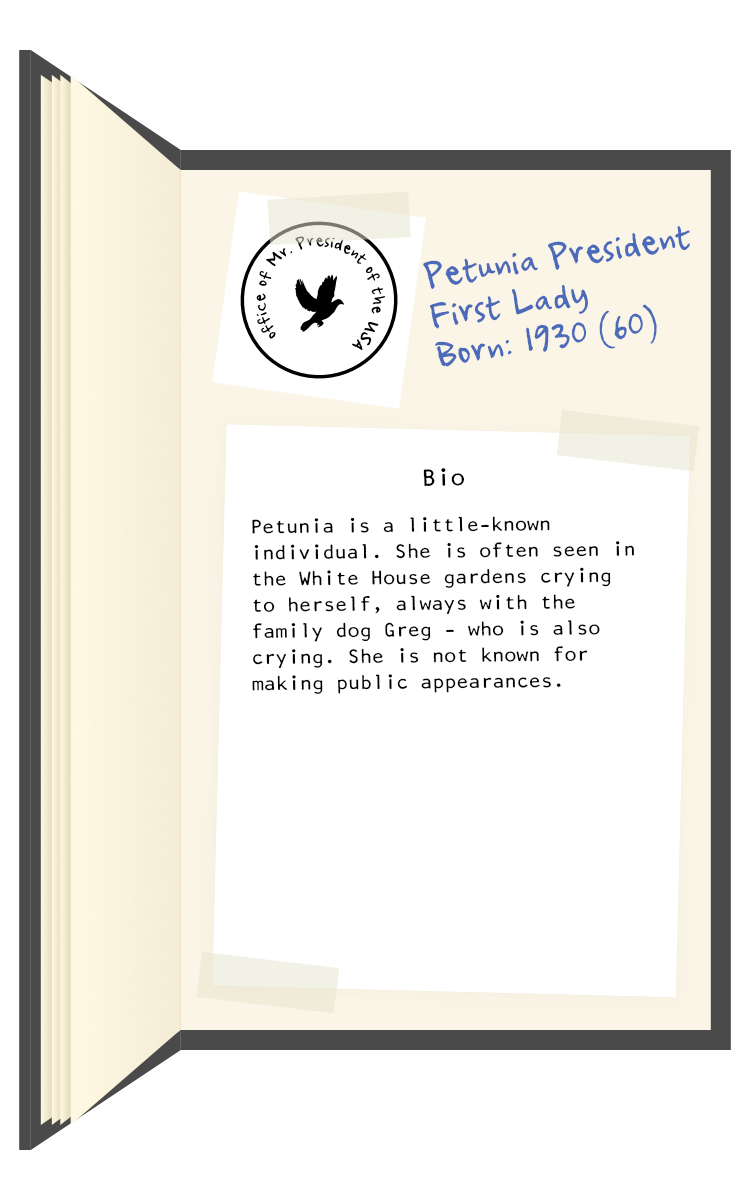 office of Mr. President of the USA
Petunia President
First Lady
Born: 1930 (60)
Bio
Petunia is a little-known
individual. She is often seen in
the White House gardens crying
to herself, always with the
family dog Greg - who is also
crying. She is not known for
making public appearances.